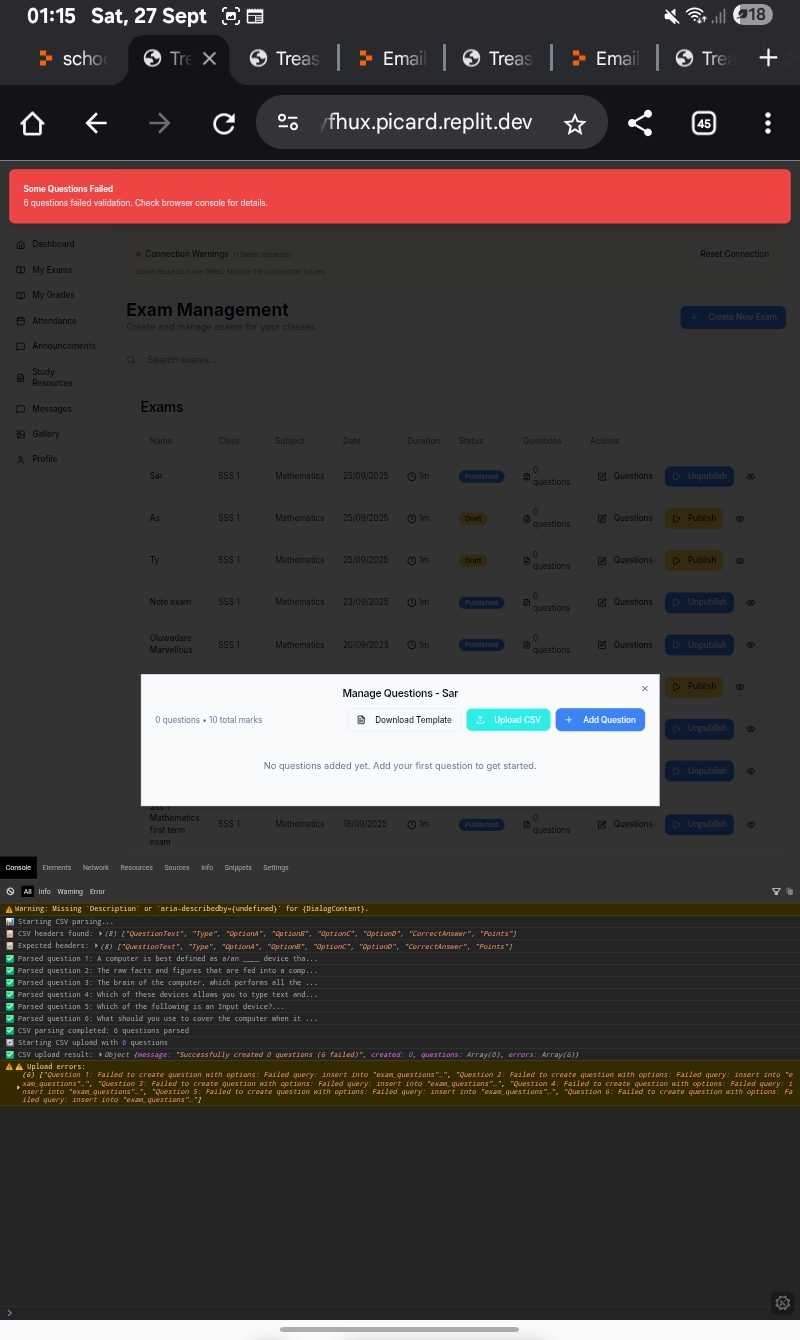 01:15 Sat, 27 Sept
18
schoo
Tre
Treas
Email
Treas
Email
Trea
fhux.picard.replit.dev
45
Some Questions Failed
6 questions failed validation. Check browser console for details.
Dashboard
My Exams
My Grades
Attendance
Announcements
Study
Resources
Messages
Gallery
Profile
Connection Warnings
failed requests)
Reset Connection
Some requests have failed. Monitor for connection issues.
Exam Management
Create and manage exams for your classes
Create New Exam
Search exams...
Exams
Name Class Subject Date Duration Status Questions Actions
Sar SSS 1 Mathematics 25/09/2025 1m Published 0 questions Questions Unpublish
As SSS 1 Mathematics 25/09/2025 1m Draft 0 questions Questions Publish
Ty SSS 1 Mathematics 25/09/2025 1m Draft 0 questions Questions Publish
Note exam SSS 1 Mathematics 23/09/2025 1m Published 0 questions Questions Unpublish
Oluwadare Marvellous SSS 1 Mathematics 20/09/2025 1m Published 0 questions Questions Unpublish
Publish
Unpublish
Unpublish
Manage Questions - Sar
×
0 questions • 10 total marks
Download Template
Upload CSV
Add Question
No questions added yet. Add your first question to get started.
Sss 1 Mathematics first term exam SSS 1 Mathematics 16/09/2025 1m Published 0 questions Questions Unpublish
Console Elements Network Resources Sources Info Snippets Settings
All Info Warning Error
Warning: Missing `Description` or `aria-describedby={undefined}` for {DialogContent}.
Starting CSV parsing...
CSV headers found: (8) ["QuestionText", "Type", "OptionA", "OptionB", "OptionC", "OptionD", "CorrectAnswer", "Points"]
Expected headers: (8) ["QuestionText", "Type", "OptionA", "OptionB", "OptionC", "OptionD", "CorrectAnswer", "Points"]
Parsed question 1: A computer is best defined as a/an ____ device tha...
Parsed question 2: The raw facts and figures that are fed into a comp...
Parsed question 3: The brain of the computer, which performs all the ...
Parsed question 4: Which of these devices allows you to type text and...
Parsed question 5: Which of the following is an Input device?...
Parsed question 6: What should you use to cover the computer when it ...
CSV parsing completed: 6 questions parsed
Starting CSV upload with 6 questions
CSV upload result: Object {message: "Successfully created 0 questions (6 failed)", created: 0, questions: Array(0), errors: Array(6)}
Upload errors:
(6) ["Question 1: Failed to create question with options: Failed query: insert into "exam_questions"…", "Question 2: Failed to create question with options: Failed query: insert into "e
xam_questions"…", "Question 3: Failed to create question with options: Failed query: insert into "exam_questions"…", "Question 4: Failed to create question with options: Failed query: i
nsert into "exam_questions"…", "Question 5: Failed to create question with options: Failed query: insert into "exam_questions"…", "Question 6: Failed to create question with options: Fa
iled query: insert into "exam_questions"…"]